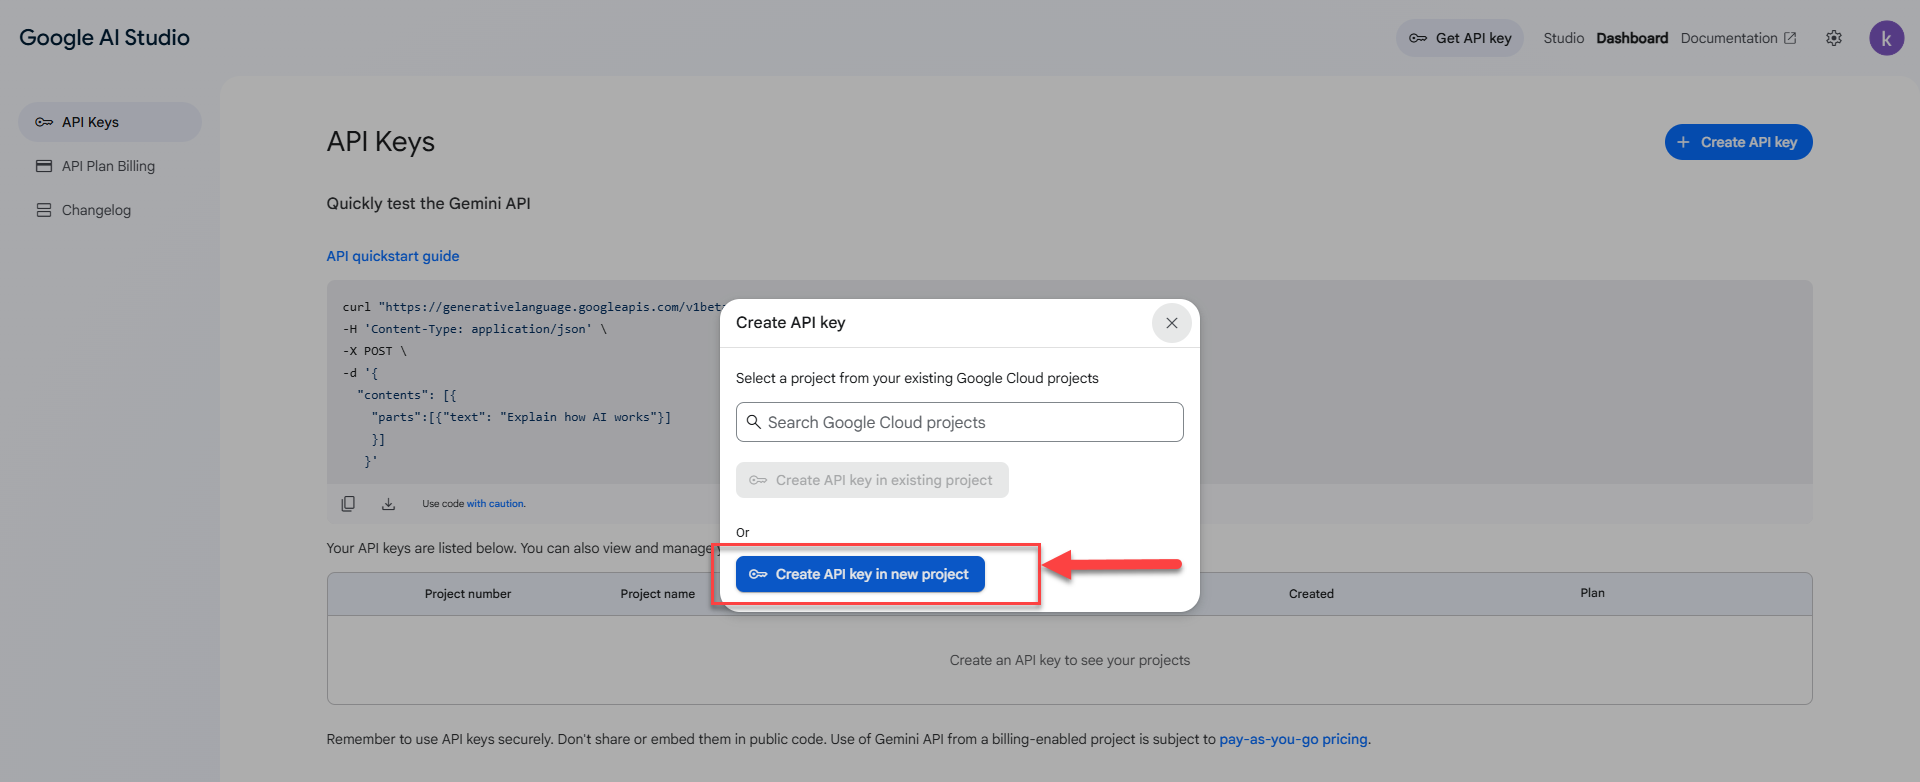 Google AI Studio
Get API key
Studio
Dashboard
Documentation
k
API Keys
API Plan Billing
Changelog
API Keys
Create API key
Quickly test the Gemini API
API quickstart guide
curl "https://generativelanguage.googleapis.com/v1beta
-H 'Content-Type: application/json' \
-X POST \
-d '{
"contents": [{
"parts":[{"text": "Explain how AI works"}]
}]
}'
Use code with caution.
Create API key
Select a project from your existing Google Cloud projects
Search Google Cloud projects
Create API key in existing project
Or
Create API key in new project
Your API keys are listed below. You can also view and manage
Project number Project name Created Plan
Create an API key to see your projects
Remember to use API keys securely. Don't share or embed them in public code. Use of Gemini API from a billing-enabled project is subject to pay-as-you-go pricing.